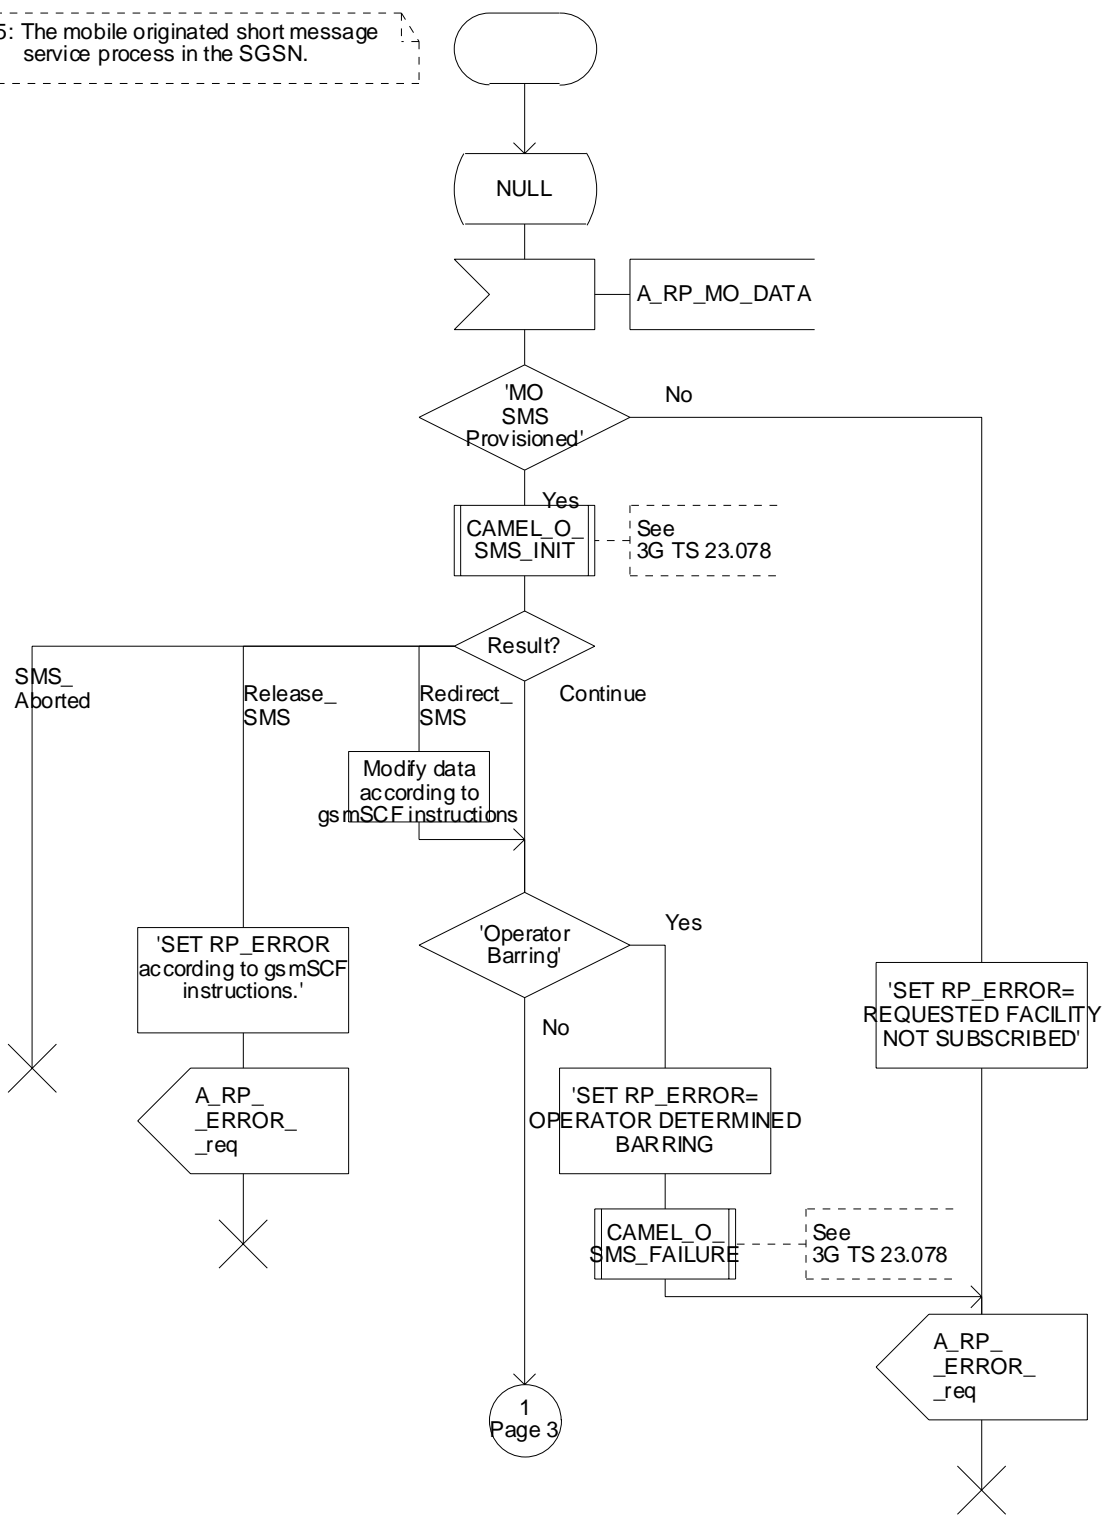 5: The mobile originated short message
service process in the SGSN.
NULL
A_RP_MO_DATA
'MO
SMS
Provisioned'
No
Yes
CAMEL_O_
SMS_INIT
See
3G TS 23.078
Result?
SMS_
Aborted
Release_
SMS
Redirect_
SMS
Continue
Modify data
according to
gsmSCF instructions
'Operator
Barring'
Yes
No
'SET RP_ERROR
according to gsmSCF
instructions.'
'SET RP_ERROR=
REQUESTED FACILITY
NOT SUBSCRIBED'
A_RP_
_ERROR_
_req
'SET RP_ERROR=
OPERATOR DETERMINED
BARRING
CAMEL_O_
SMS_FAILURE
See
3G TS 23.078
A_RP_
_ERROR_
_req
1
Page 3